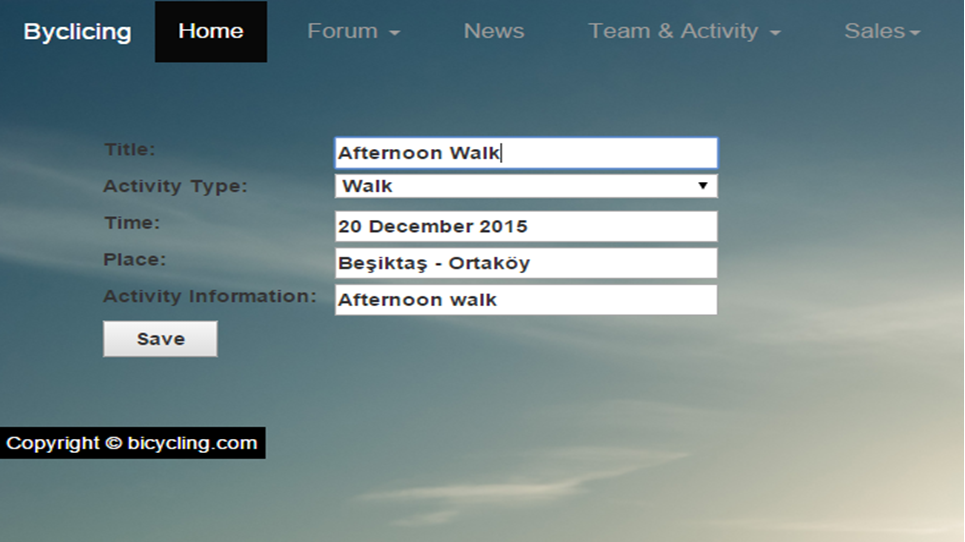 Byclicing Home Forum News Team & Activity Sales
Title: Afternoon Walk
Activity Type: Walk
Time: 20 December 2015
Place: Beşiktaş - Ortaköy
Activity Information: Afternoon walk
Save
Copyright © bicycling.com